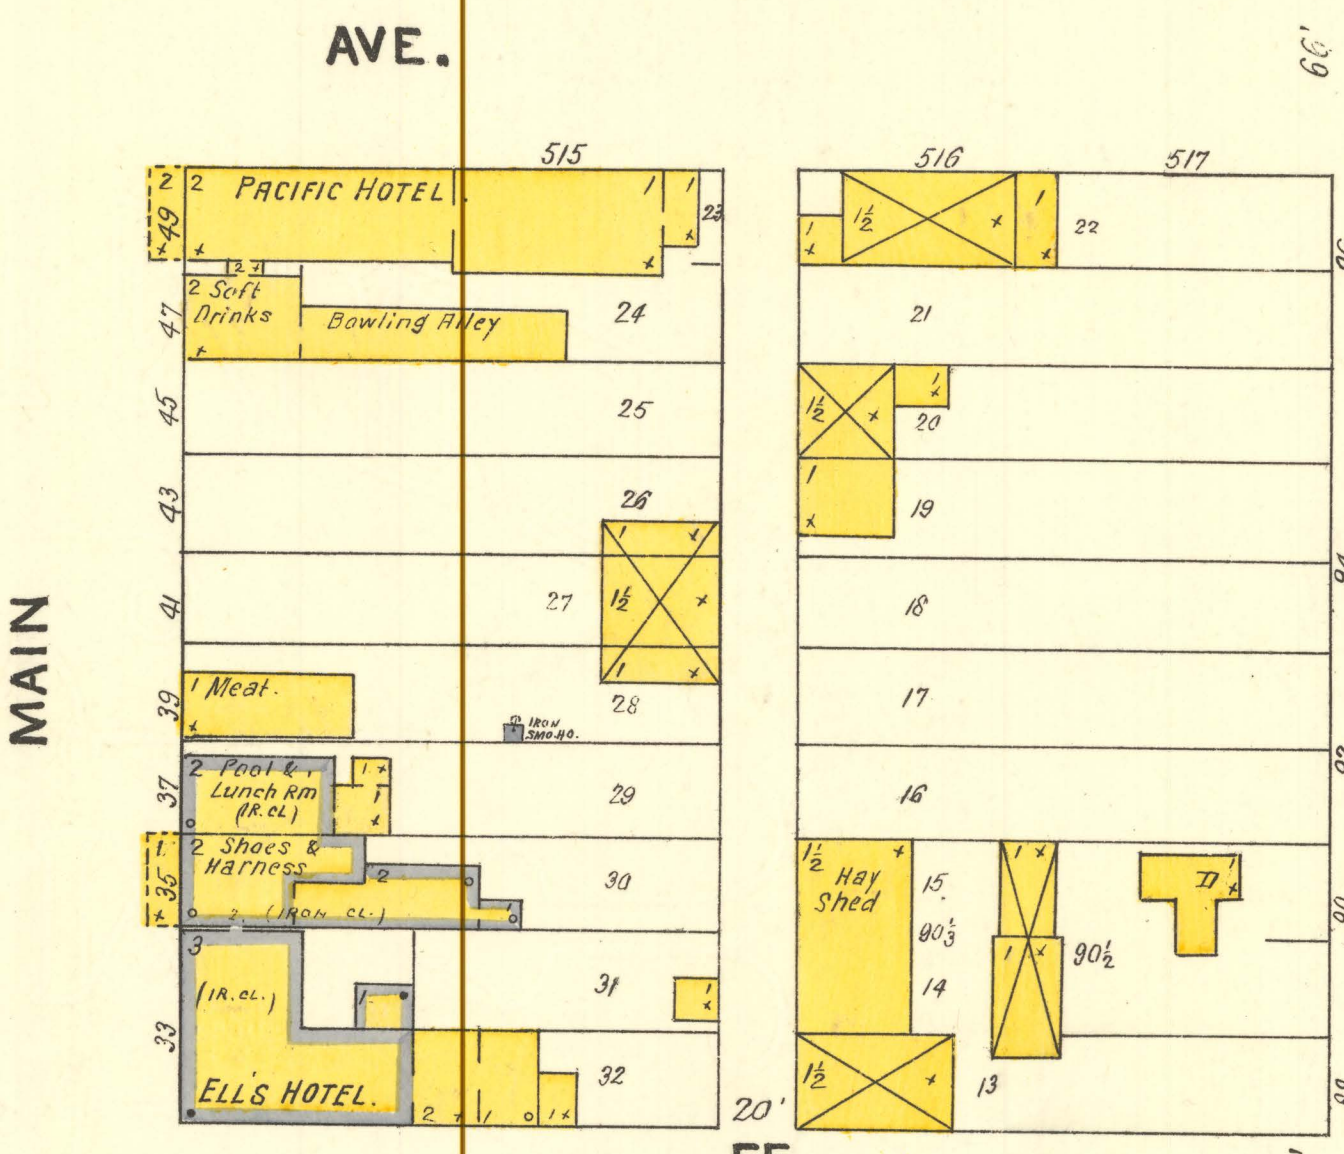 AVE.
66'
515
516
517
2
49
x
2
PACIFIC HOTEL.
x
1
x
1
x
23
1
x
1½
x
1
x
22
2 x
2 Soft
Drinks
x
47
Bowling Alley
24
21
45
25
1½
x
1
x
20
43
26
1
x
19
1
x
MAIN
41
27
1½
x
18
1
x
39
1 Meat.
x
28
IRON
SMO.HO.
17
37
2 Pool &
Lunch Rm
(IR.CL)
1 x
1
x
29
16
1
35
x
2 Shoes &
Harness
2
2. (IRON CL.)
1
30
1½
x
Hay
Shed
15
90⅓
14
1 x
1 x
90½
D
1
x
3
(IR.CL.)
1
31
1
x
33
ELL'S HOTEL.
2 x
1
1 x
32
20'
1½
x
13